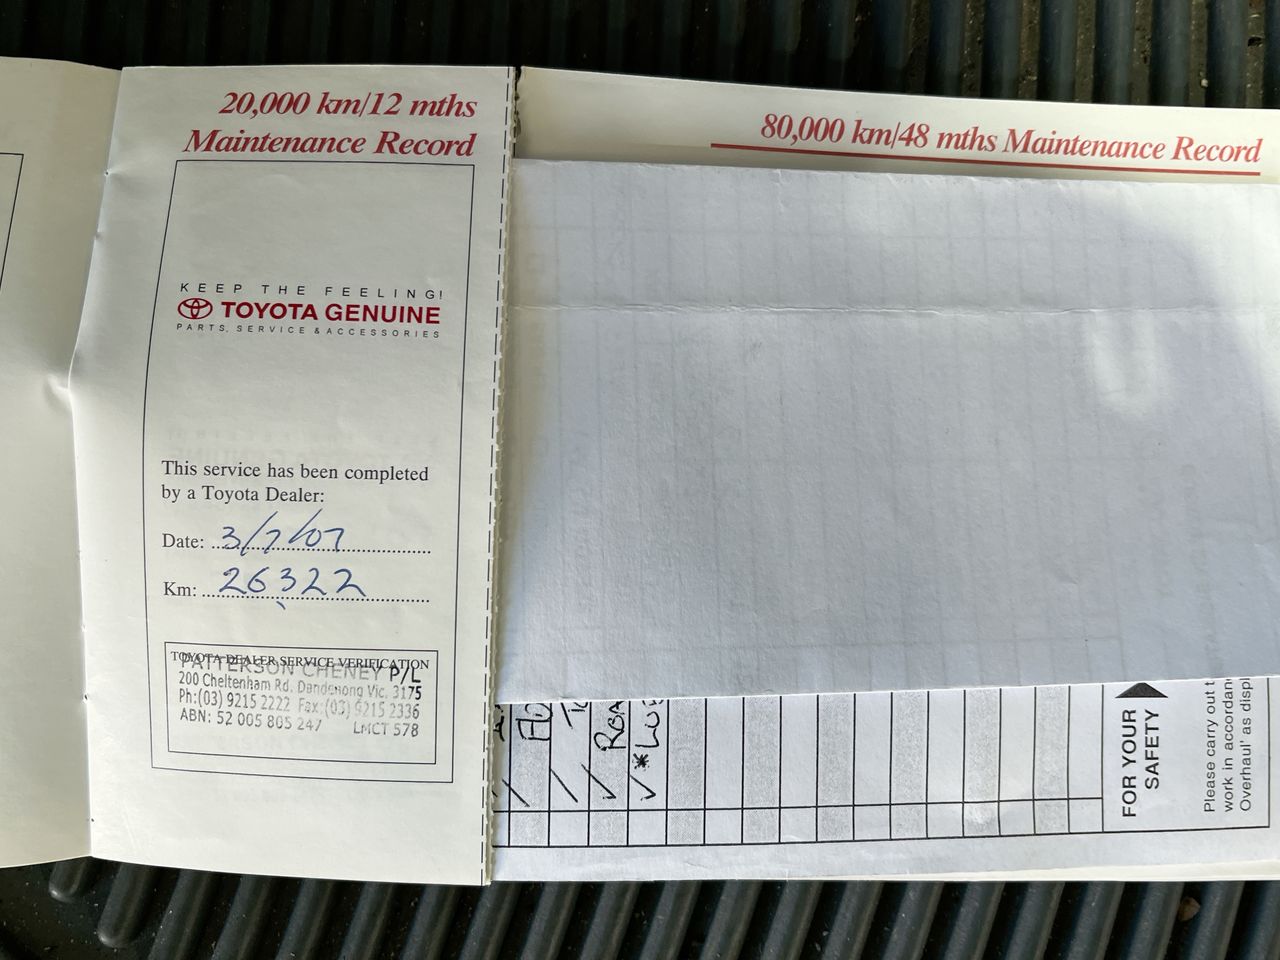 20,000 km/12 mths
Maintenance Record
KEEP THE FEELING!
TOYOTA GENUINE
PARTS, SERVICE & ACCESSORIES
This service has been completed
by a Toyota Dealer:
Date: 3/7/07
Km: 26322
TOYOTA DEALER SERVICE VERIFICATION
PATTERSON CHENEY P/L
200 Cheltenham Rd. Dandenong Vic. 3175
Ph:(03) 9215 2222 Fax:(03) 9215 2336
ABN: 52 005 805 247 LMCT 578
80,000 km/48 mths Maintenance Record
FOR YOUR
SAFETY
Please carry out
work in accordan
Overhaul' as displ